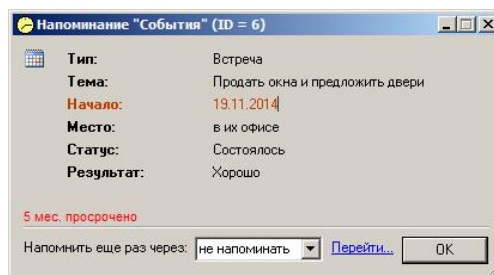 Напоминание "События" (ID = 6)
Тип: Встреча
Тема: Продать окна и предложить двери
Начало: 19.11.2014
Место: в их офисе
Статус: Состоялось
Результат: Хорошо
5 мес. просрочено
Напомнить еще раз через: не напоминать Перейти... OK